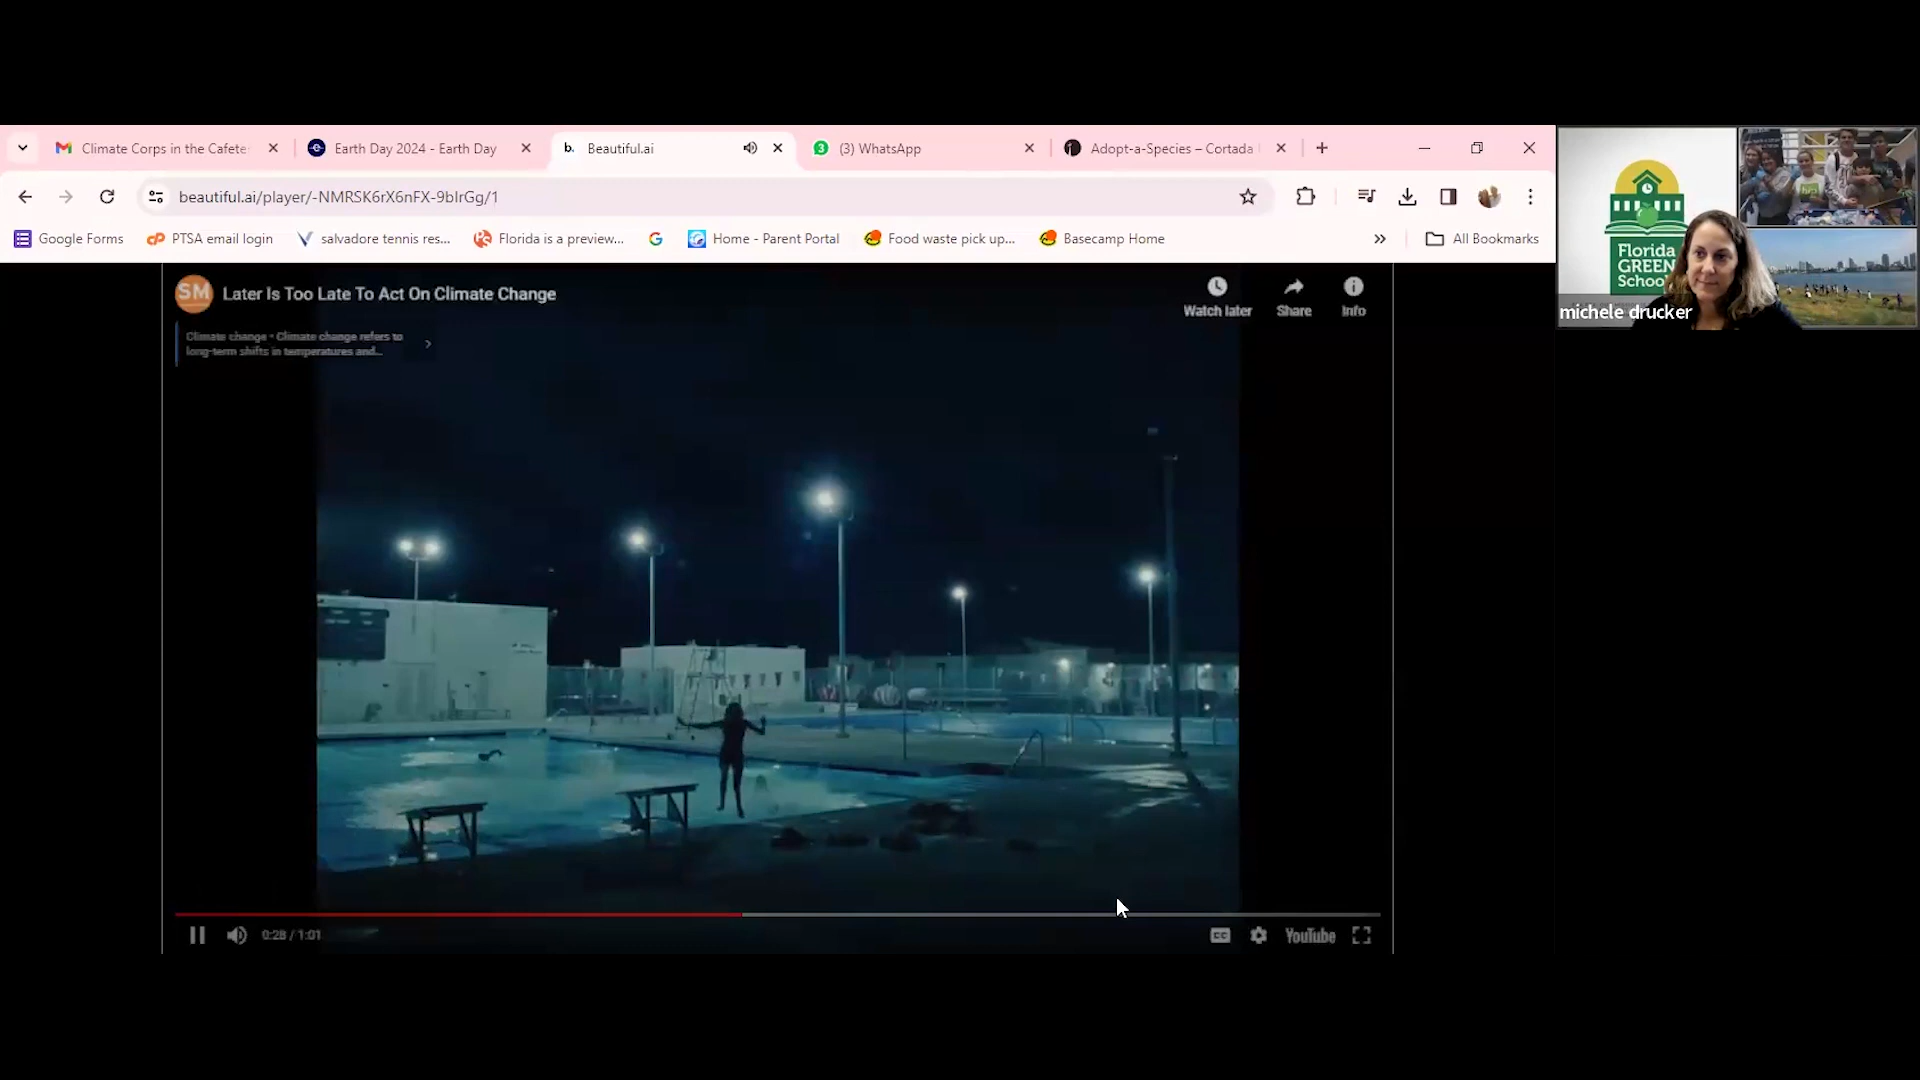 Climate Corps in the Cafete
Earth Day 2024 - Earth Day
b. Beautiful.ai
3 (3) WhatsApp
Adopt-a-Species – Cortada
beautiful.ai/player/-NMRSK6rX6nFX-9bIrGg/1
Google Forms
PTSA email login
salvadore tennis res...
Florida is a preview...
Home - Parent Portal
Food waste pick up...
Basecamp Home
All Bookmarks
SM Later Is Too Late To Act On Climate Change
Watch later
Share
Info
Climate change • Climate change refers to
long-term shifts in temperatures and...
0:28 / 1:01
CC
YouTube
Florida
GREEN
School
michele drucker